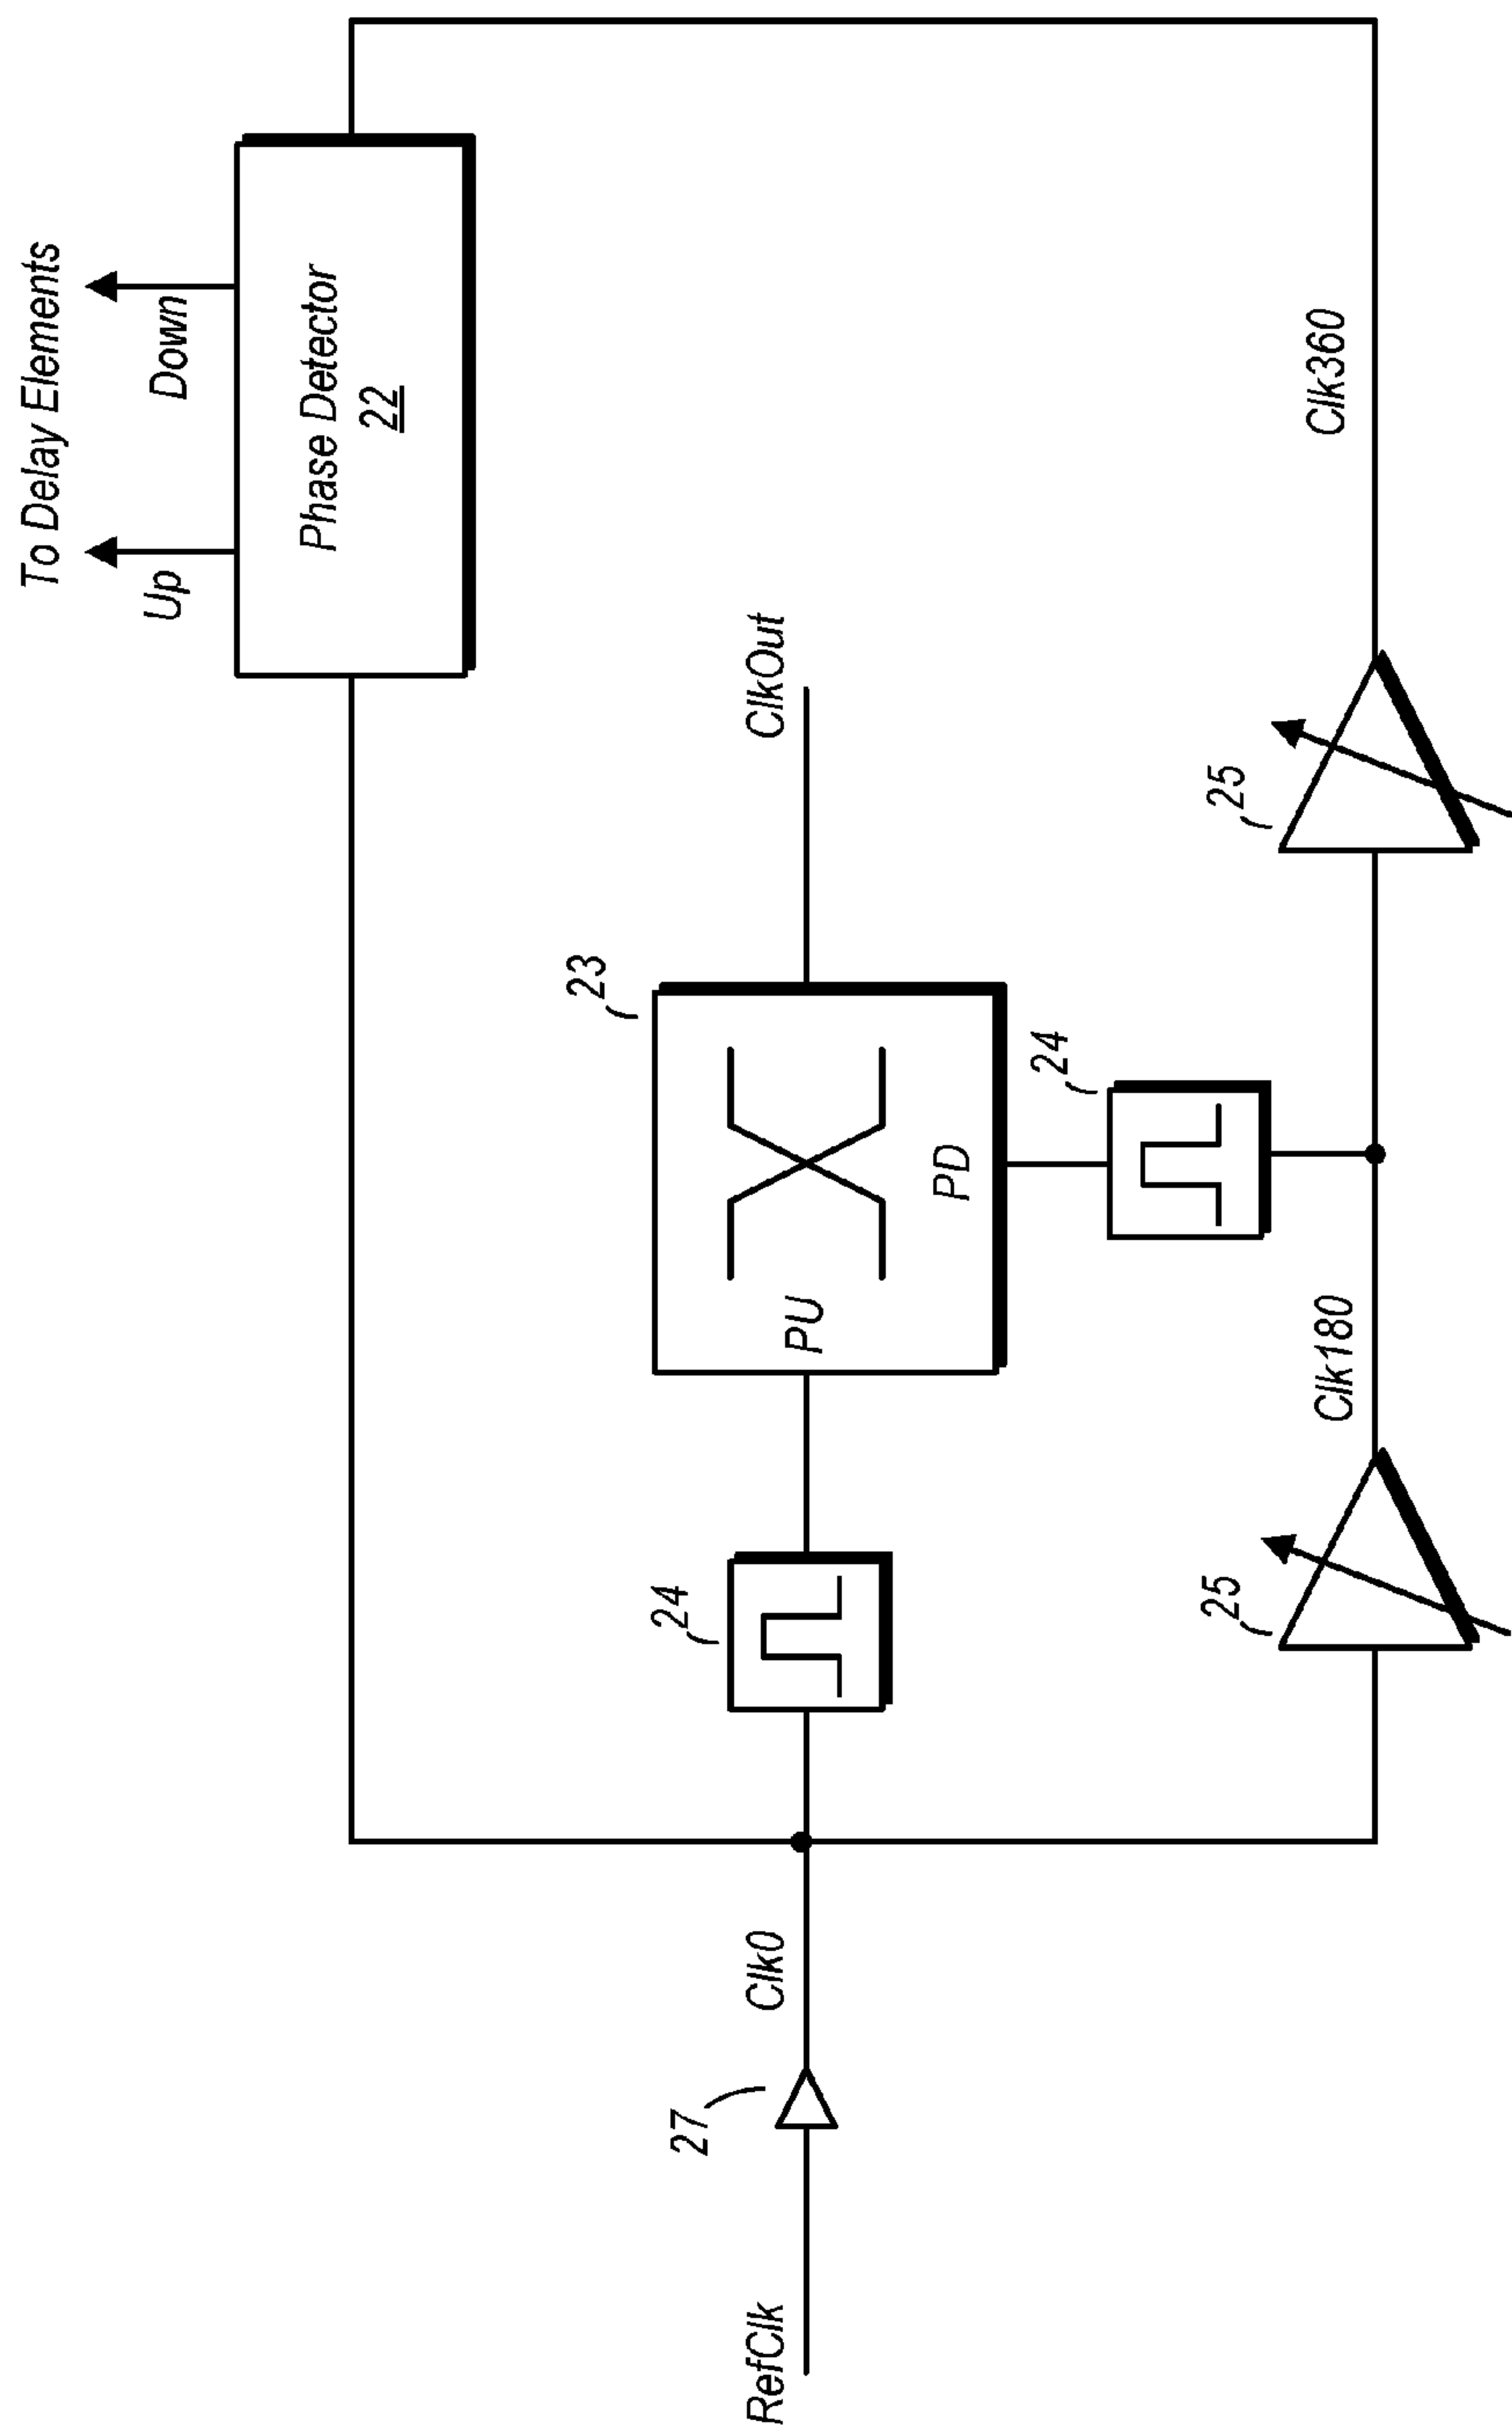 To Delay Elements
Up
Down
Phase Detector
22
ClkOut
23
PU
PD
24
24
27
RefClk
Clk0
25
Clk180
25
Clk360